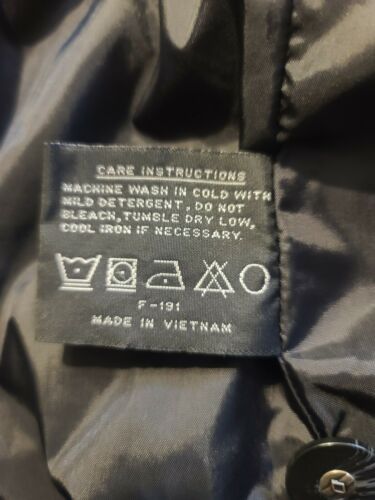 CARE INSTRUCTIONS
MACHINE WASH IN COLD WITH
MILD DETERGENT, DO NOT
BLEACH, TUMBLE DRY LOW,
COOL IRON IF NECESSARY.
F-191
MADE IN VIETNAM